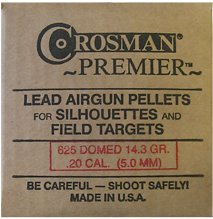 CROSMAN®
~PREMIER™~
LEAD AIRGUN PELLETS
FOR SILHOUETTES AND
FIELD TARGETS
625 DOMED 14.3 GR.
.20 CAL. (5.0 MM)
BE CAREFUL — SHOOT SAFELY!
MADE IN U.S.A.